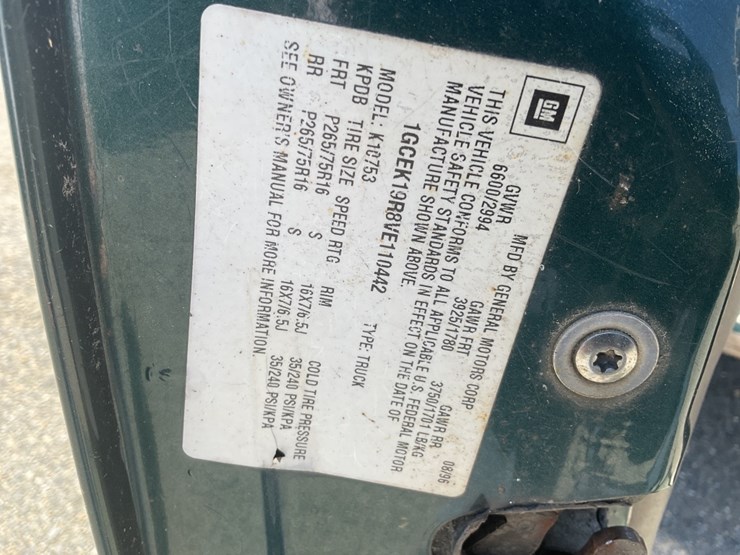 GM
MFD BY GENERAL MOTORS CORP 08/96
GVWR GAWR FRT GAWR RR
6600/2994 3925/1780 3750/1701 LB/KG
THIS VEHICLE CONFORMS TO ALL APPLICABLE U.S. FEDERAL MOTOR
VEHICLE SAFETY STANDARDS IN EFFECT ON THE DATE OF
MANUFACTURE SHOWN ABOVE.
1GCEK19R8VE110442 TYPE: TRUCK
MODEL: K10753
KPDB TIRE SIZE SPEED RTG RIM COLD TIRE PRESSURE
FRT P265/75R16 S 16X7/6.5J 35/240 PSI/KPA
RR P265/75R16 S 16X7/6.5J 35/240 PSI/KPA
SEE OWNER'S MANUAL FOR MORE INFORMATION.